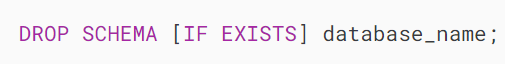 DROP SCHEMA [IF EXISTS] database_name;